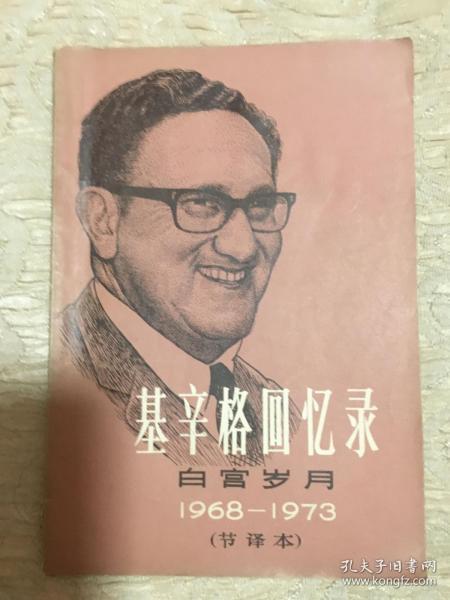 基辛格回忆录
白宫岁月
1968-1973
(节译本)
孔夫子旧书网
www.kongfz.com